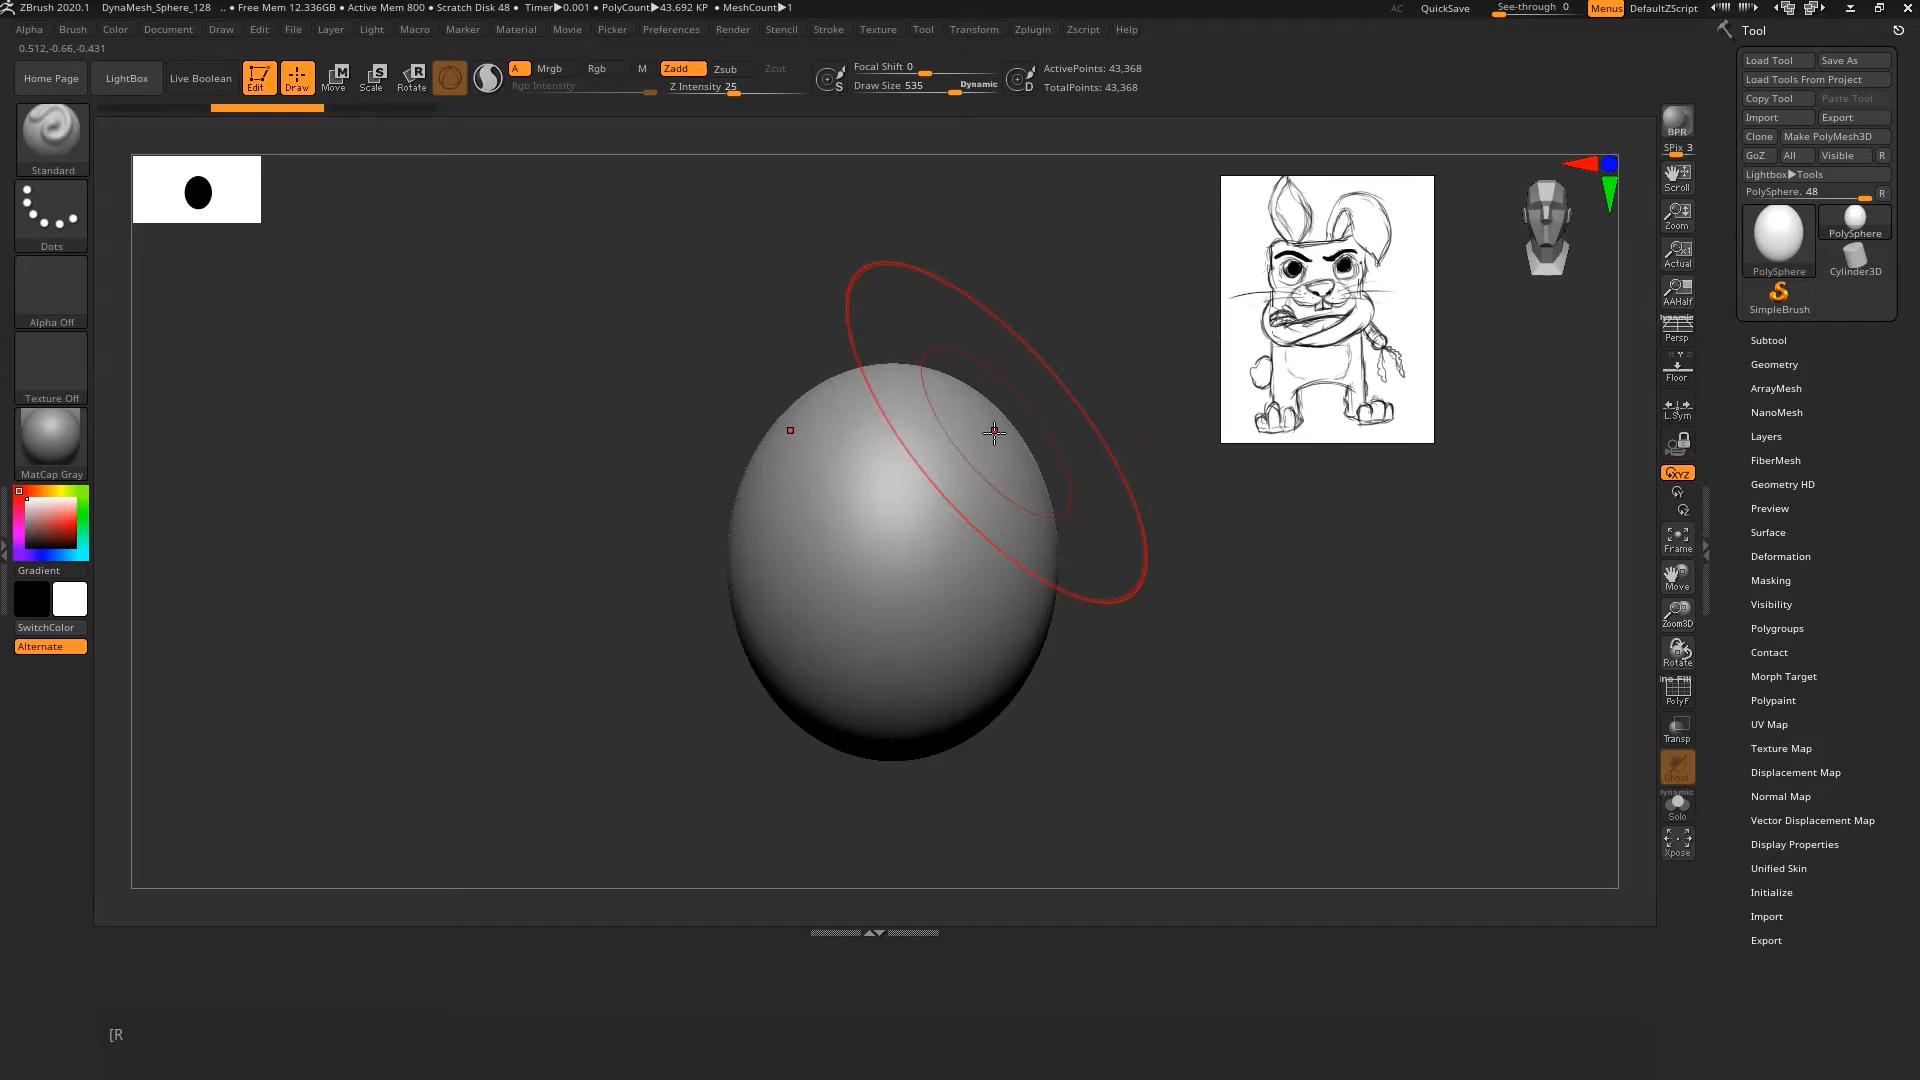 ZBrush 2020.1 DynaMesh_Sphere_128 .. • Free Mem 12.336GB • Active Mem 800 • Scratch Disk 48 • Timer▶0.001 • PolyCount▶43.692 KP • MeshCount▶1 AC QuickSave See-through 0 Menus DefaultZScript
Alpha Brush Color Document Draw Edit File Layer Light Macro Marker Material Movie Picker Preferences Render Stencil Stroke Texture Tool Transform Zplugin Zscript Help
0.512,-0.66,-0.431
Home Page LightBox Live Boolean Edit Draw Move Scale Rotate
A Mrgb Rgb M Zadd Zsub Zcut
Rgb Intensity Z Intensity 25
S Focal Shift 0
Draw Size 535 Dynamic D
ActivePoints: 43,368
TotalPoints: 43,368
Standard
Dots
Alpha Off
Texture Off
MatCap Gray
Gradient
SwitchColor
Alternate
BPR
SPix 3
Scroll
Zoom
Actual
AAHalf
Dynamic
Persp
Floor
L.Sym
XYZ
Y
Z
Frame
Move
Zoom3D
Rotate
PolyF
Transp
Ghost
Dynamic
Solo
Xpose
Tool
Load Tool Save As
Load Tools From Project
Copy Tool Paste Tool
Import Export
Clone Make PolyMesh3D
GoZ All Visible R
Lightbox▶Tools
PolySphere. 48 R
PolySphere
PolySphere Cylinder3D
SimpleBrush
Subtool
Geometry
ArrayMesh
NanoMesh
Layers
FiberMesh
Geometry HD
Preview
Surface
Deformation
Masking
Visibility
Polygroups
Contact
Morph Target
Polypaint
UV Map
Texture Map
Displacement Map
Normal Map
Vector Displacement Map
Display Properties
Unified Skin
Initialize
Import
Export
[R